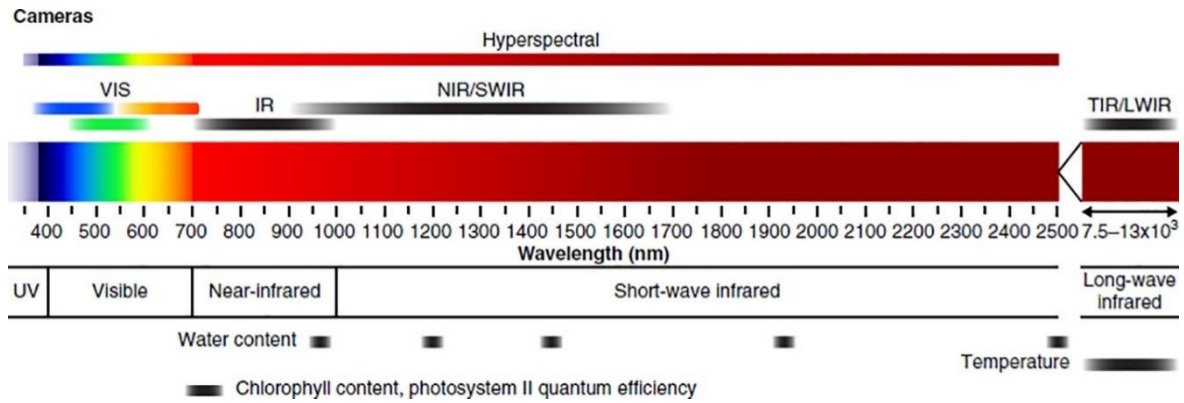 Cameras
Hyperspectral
VIS
IR
NIR/SWIR
TIR/LWIR
400 500 600 700 800 900 1000 1100 1200 1300 1400 1500 1600 1700 1800 1900 2000 2100 2200 2300 2400 2500 7.5–13x10³
Wavelength (nm)
UV Visible Near-infrared Short-wave infrared Long-wave
infrared
Water content
Temperature
Chlorophyll content, photosystem II quantum efficiency